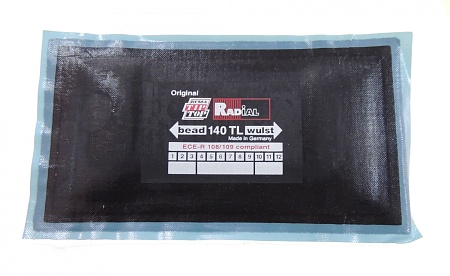 Original
REMA
TIP
TOP
RADIAL
bead 140 TL wulst
Made in Germany
ECE-R 108/109 compliant
1 2 3 4 5 6 7 8 9 10 11 12